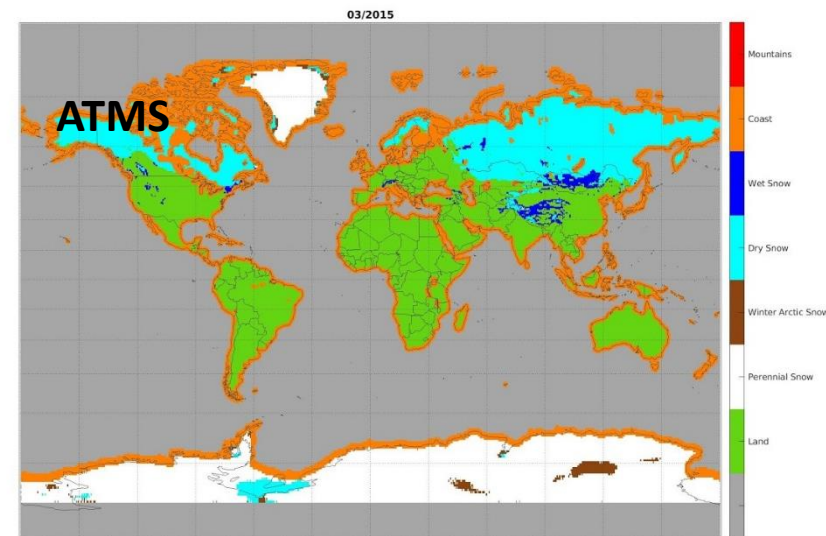 03/2015
ATMS
Mountains
Coast
Wet Snow
Dry Snow
Winter Arctic Snow
Perennial Snow
Land